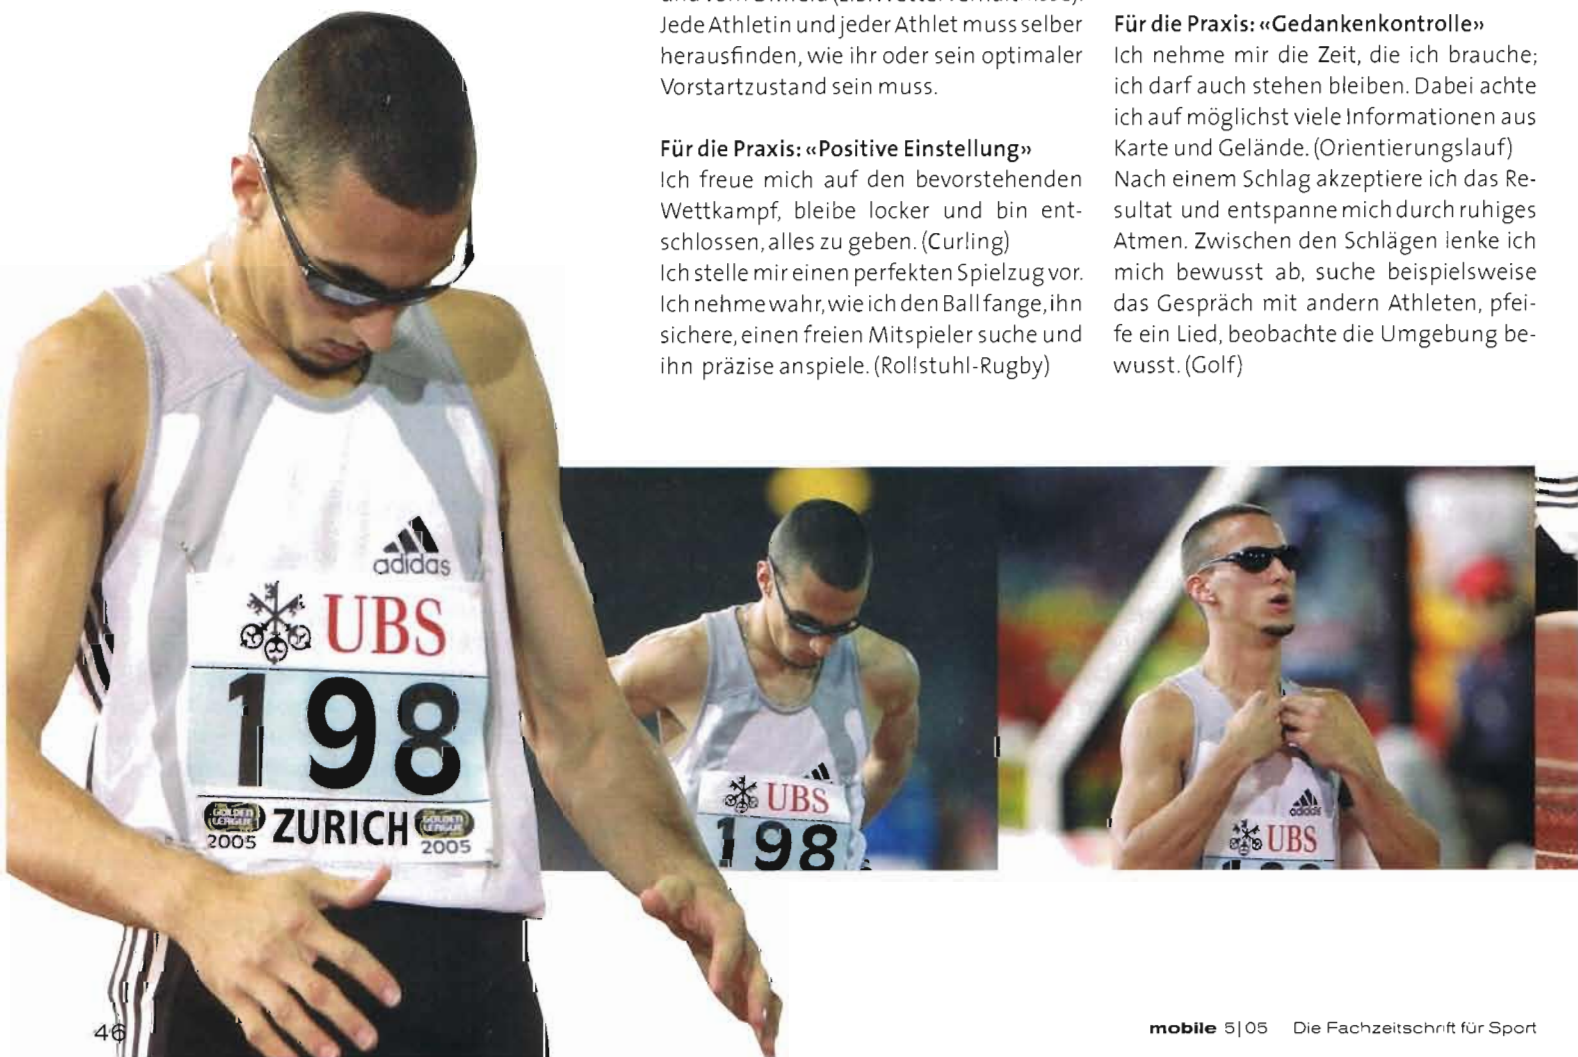 Jede Athletin und jeder Athlet muss selber
herausfinden, wie ihr oder sein optimaler
Vorstartzustand sein muss.
Für die Praxis: «Positive Einstellung»
Ich freue mich auf den bevorstehenden
Wettkampf, bleibe locker und bin ent-
schlossen, alles zu geben. (Curling)
Ich stelle mir einen perfekten Spielzug vor.
Ich nehme wahr, wie ich den Ball fange, ihn
sichere, einen freien Mitspieler suche und
ihn präzise anspiele. (Rollstuhl-Rugby)
Für die Praxis: «Gedankenkontrolle»
Ich nehme mir die Zeit, die ich brauche;
ich darf auch stehen bleiben. Dabei achte
ich auf möglichst viele Informationen aus
Karte und Gelände. (Orientierungslauf)
Nach einem Schlag akzeptiere ich das Re-
sultat und entspanne mich durch ruhiges
Atmen. Zwischen den Schlägen lenke ich
mich bewusst ab, suche beispielsweise
das Gespräch mit andern Athleten, pfei-
fe ein Lied, beobachte die Umgebung be-
wusst. (Golf)
adidas
UBS
198
GOLDEN LEAGUE 2005
ZURICH
GOLDEN LEAGUE 2005
UBS
198
adidas
UBS
46
mobile 5|05 Die Fachzeitschrift für Sport